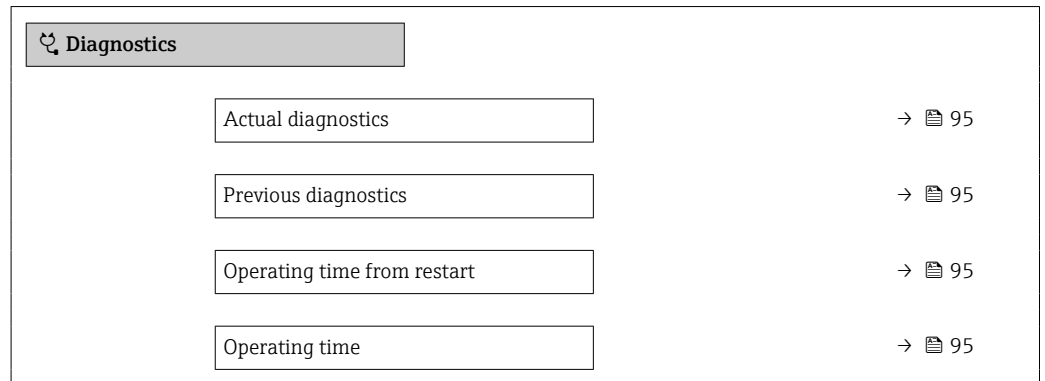 Diagnostics
Actual diagnostics → 95
Previous diagnostics → 95
Operating time from restart → 95
Operating time → 95